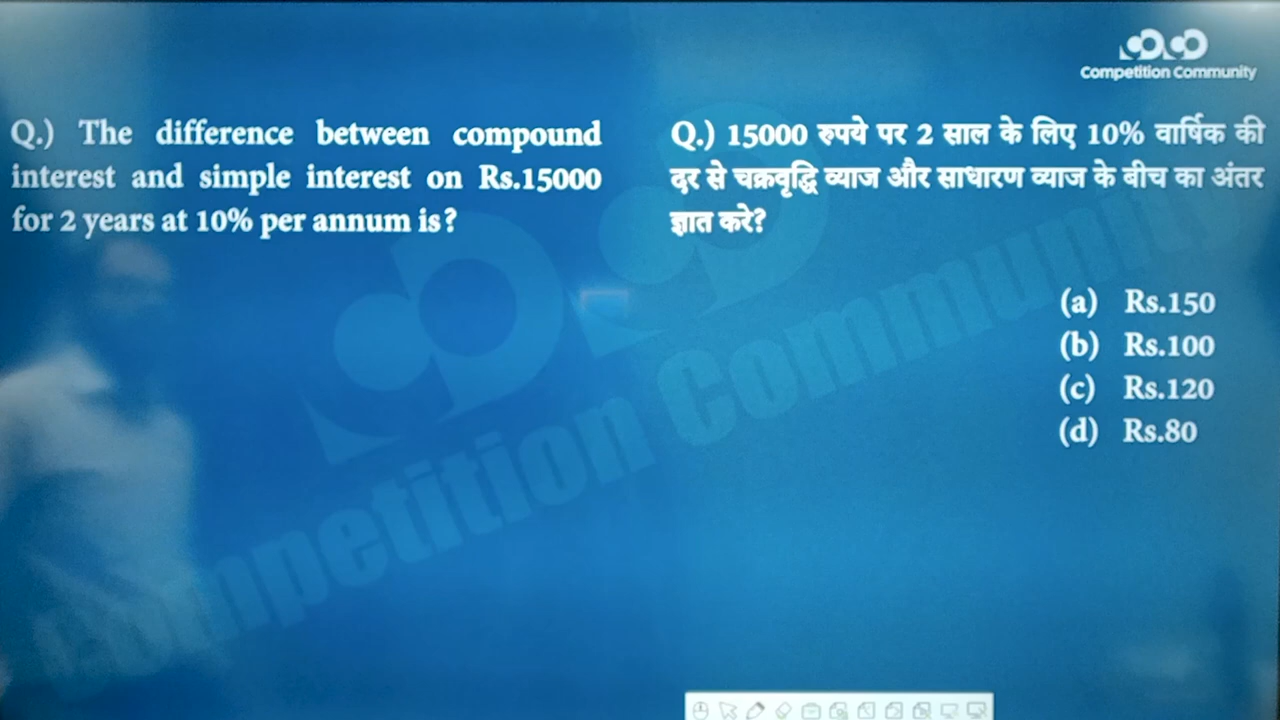 Competition Community
Q.) The difference between compound
interest and simple interest on Rs.15000
for 2 years at 10% per annum is?
Q.) 15000 रुपये पर 2 साल के लिए 10% वार्षिक की
दर से चक्रवृद्धि व्याज और साधारण व्याज के बीच का अंतर
ज्ञात करे?
(a) Rs.150
(b) Rs.100
(c) Rs.120
(d) Rs.80
Competition Community